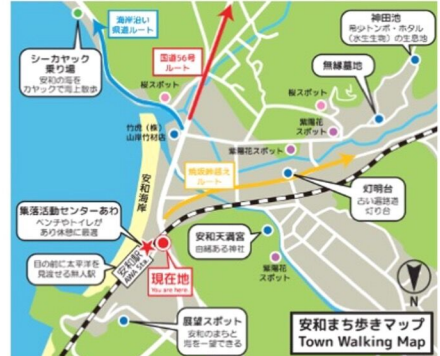 海岸沿い
県道ルート
国道56号
ルート
神田池
希少トンボ・ホタル
(水生生物)の生息地
シーカヤック
乗り場
安和の海を
カヤックで海上散歩
無縁墓地
桜スポット
桜スポット
竹虎(株)
山岸竹材店
紫陽花
スポット
紫陽花スポット
焼坂峠越え
ルート
安和海岸
灯明台
古い遍路道
灯り台
集落活動センターあわ
ベンチやトイレが
あり休憩に最適
安和天満宮
由緒ある神社
安和駅
AWA Sta.
目の前に太平洋を
見渡せる無人駅
現在地
You are here.
紫陽花
スポット
N
展望スポット
安和のまちと
海を一望できる
安和まち歩きマップ
Town Walking Map